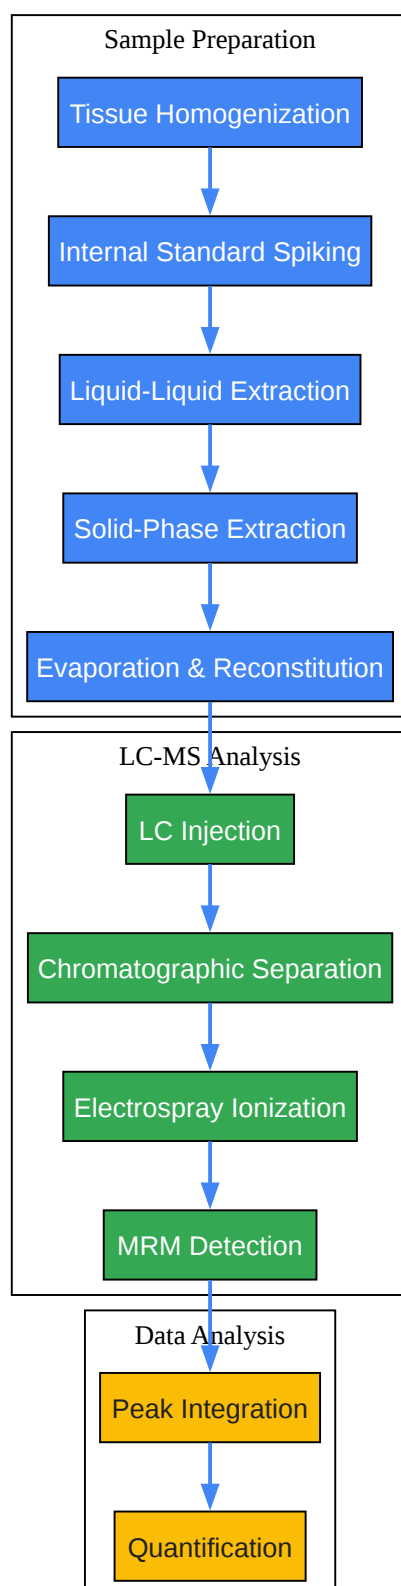 Sample Preparation
Tissue Homogenization
Internal Standard Spiking
Liquid-Liquid Extraction
Solid-Phase Extraction
Evaporation & Reconstitution
LC-MS Analysis
LC Injection
Chromatographic Separation
Electrospray Ionization
MRM Detection
Data Analysis
Peak Integration
Quantification